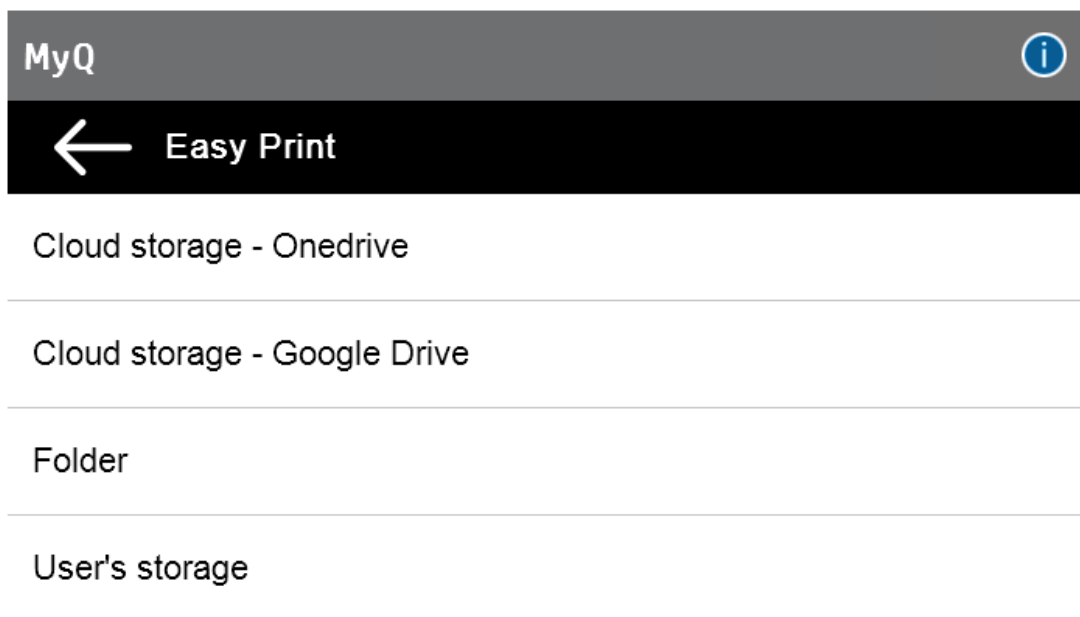 MyQ
i
Easy Print
Cloud storage - Onedrive
Cloud storage - Google Drive
Folder
User's storage